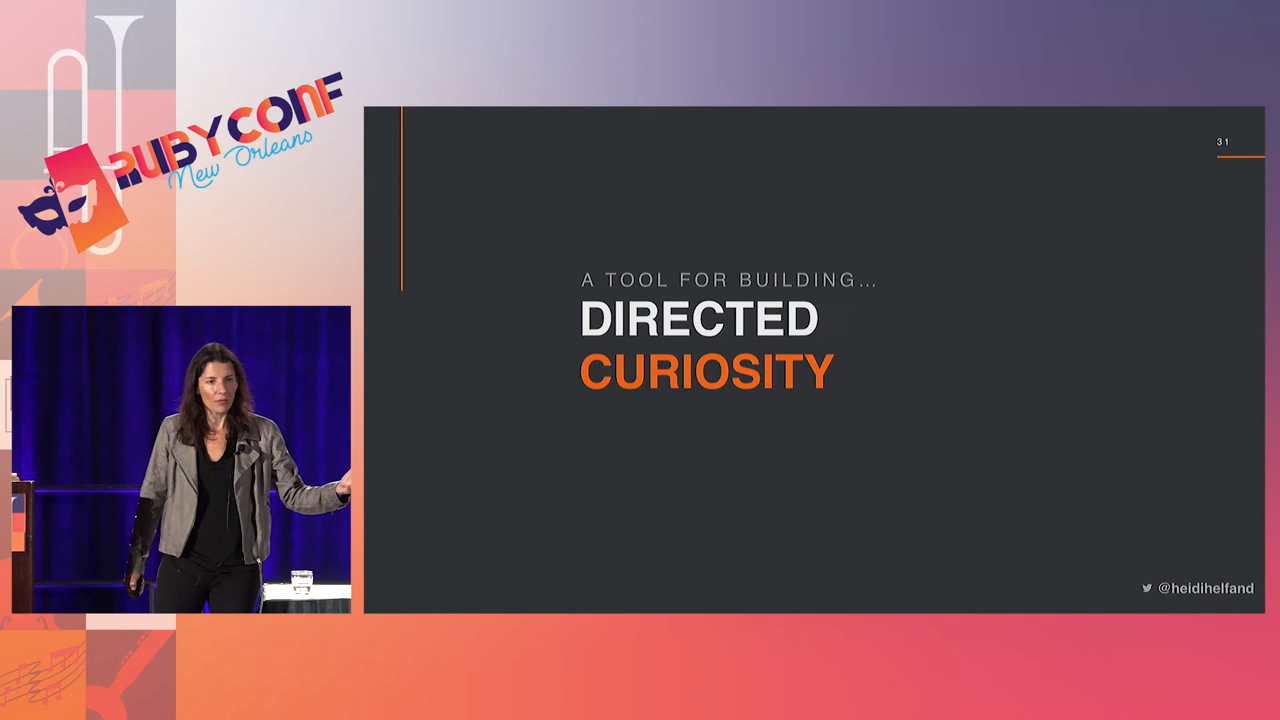 RUBYCONF
New Orleans
31
A TOOL FOR BUILDING...
DIRECTED
CURIOSITY
@heidihelfand